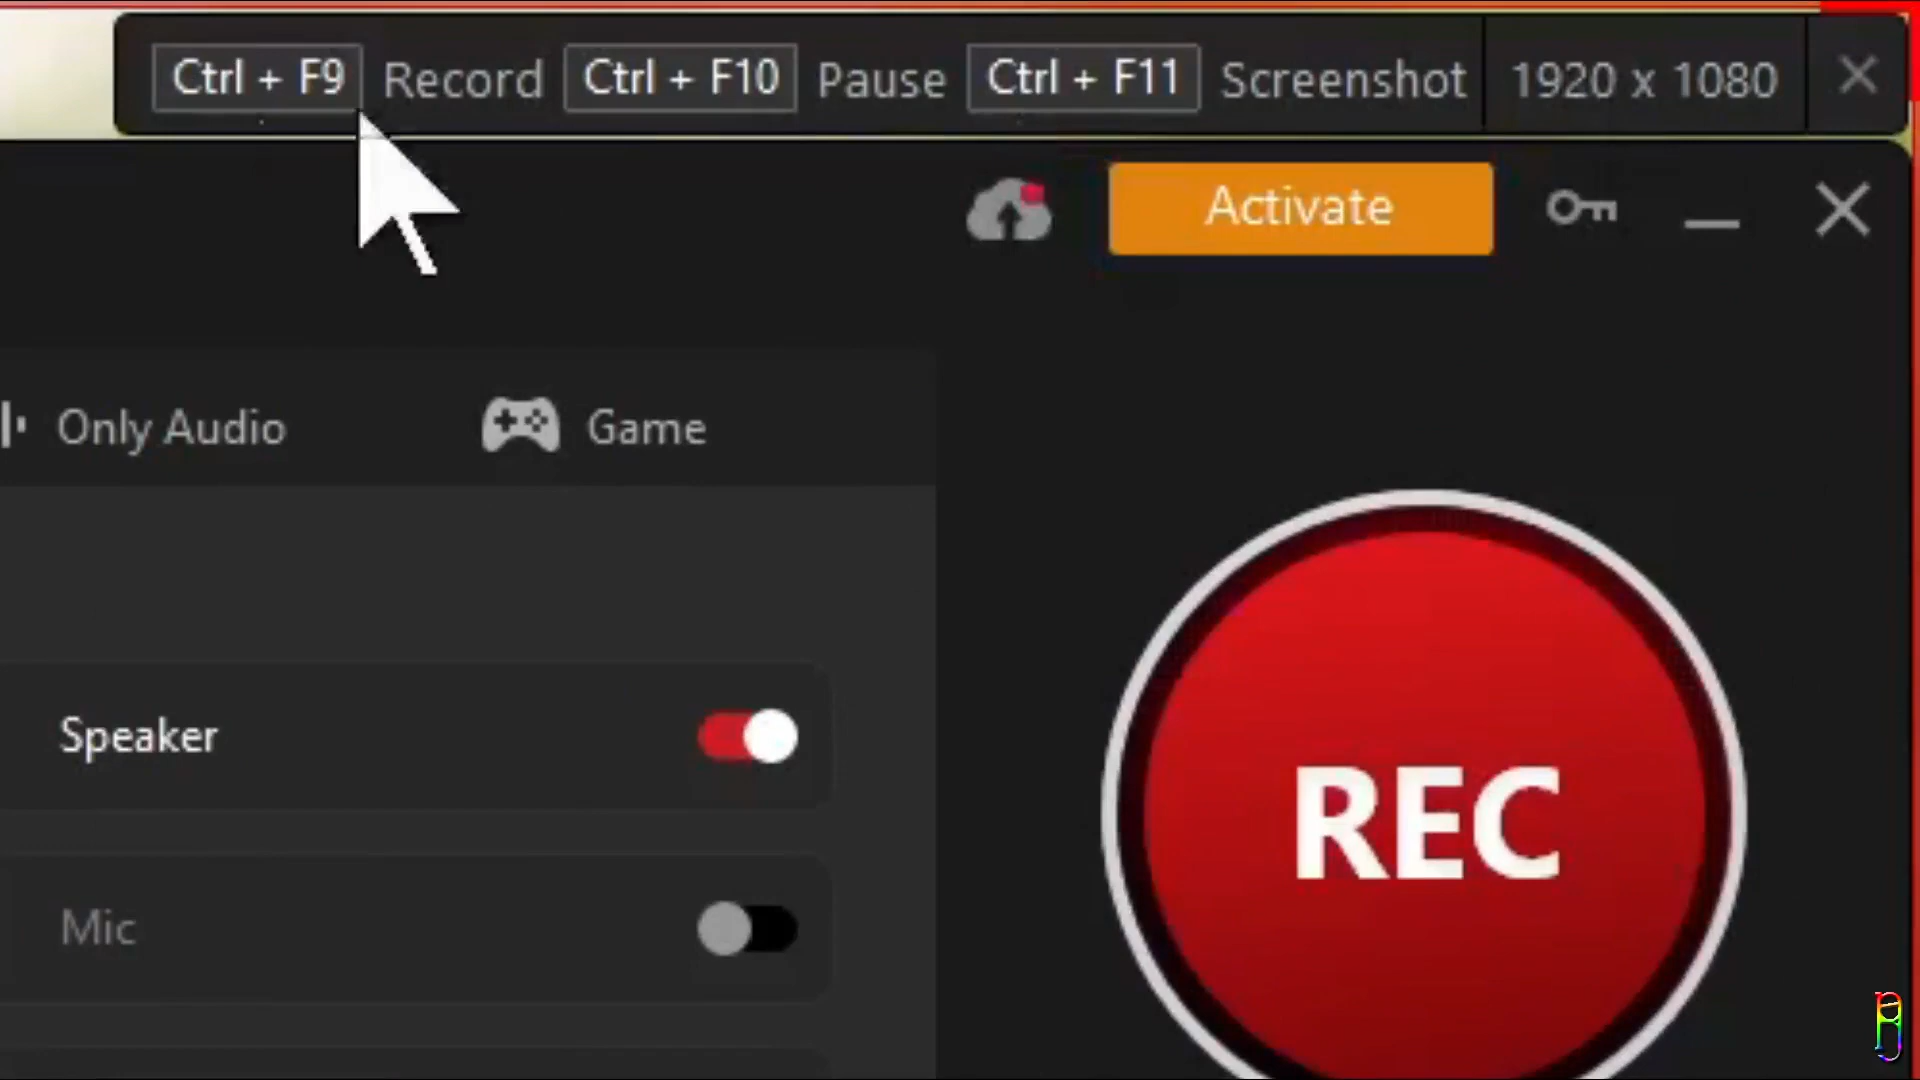 Ctrl + F9 Record Ctrl + F10 Pause Ctrl + F11 Screenshot 1920 x 1080
Activate
Only Audio Game
Speaker
REC
Mic